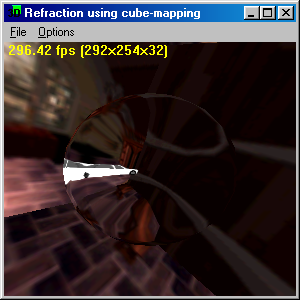 Refraction using cube-mapping
File Options
296.42 fps (292x254x32)